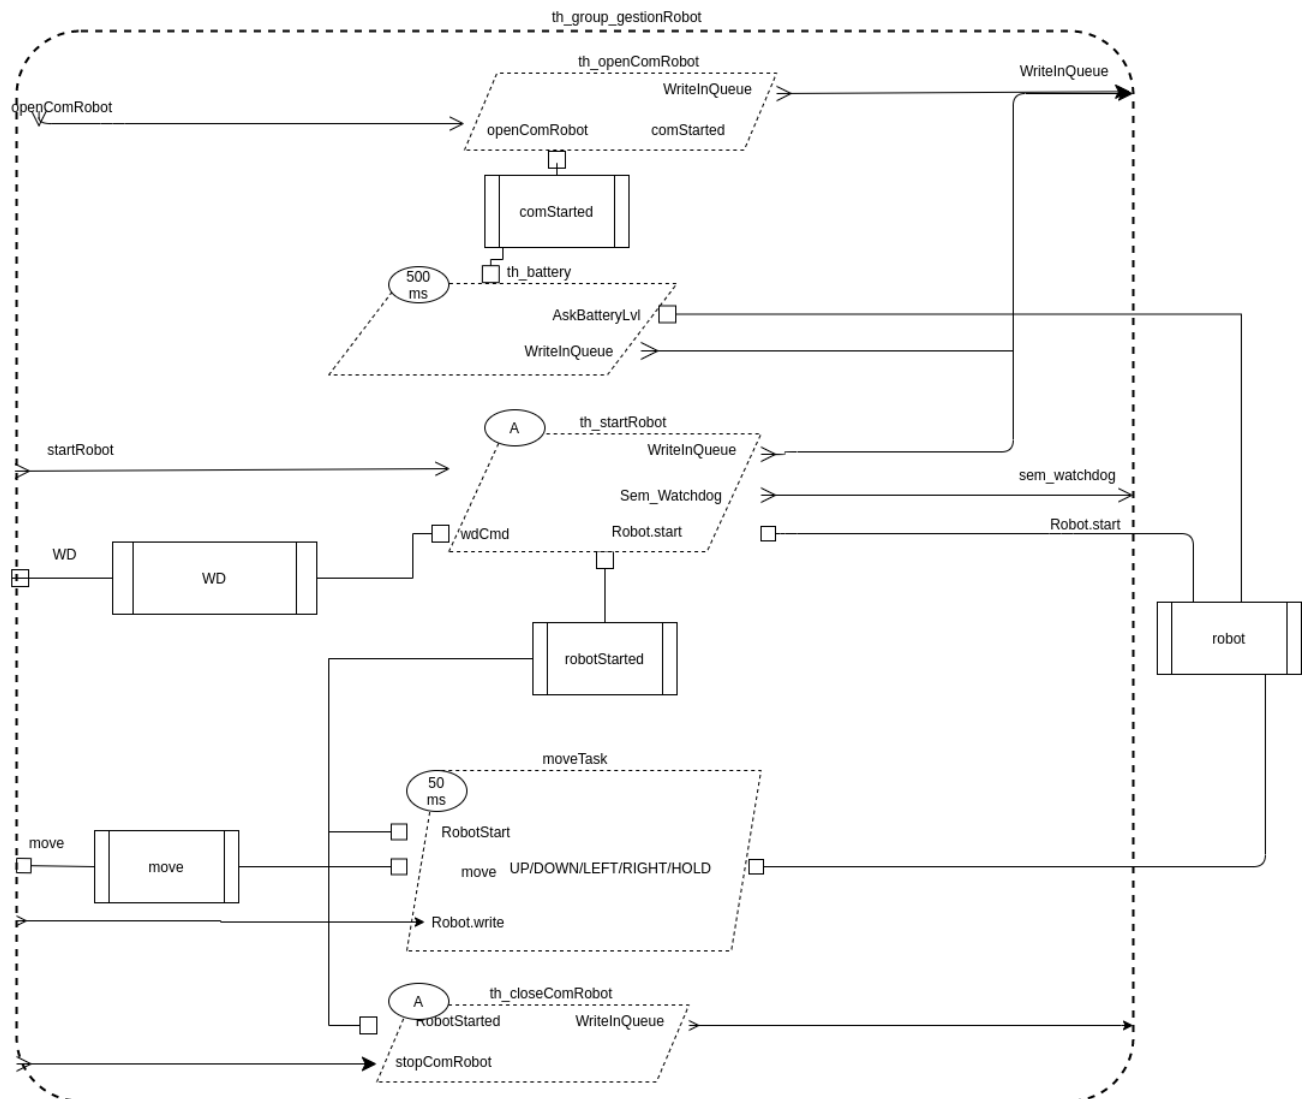 th_group_gestionRobot
th_openComRobot
WriteInQueue
WriteInQueue
openComRobot
openComRobot
comStarted
comStarted
500
ms
th_battery
AskBatteryLvl
WriteInQueue
A
th_startRobot
startRobot
WriteInQueue
Sem_Watchdog
sem_watchdog
wdCmd
Robot.start
Robot.start
WD
WD
robot
robotStarted
moveTask
50
ms
RobotStart
move
move
move
UP/DOWN/LEFT/RIGHT/HOLD
Robot.write
A
th_closeComRobot
RobotStarted
WriteInQueue
stopComRobot